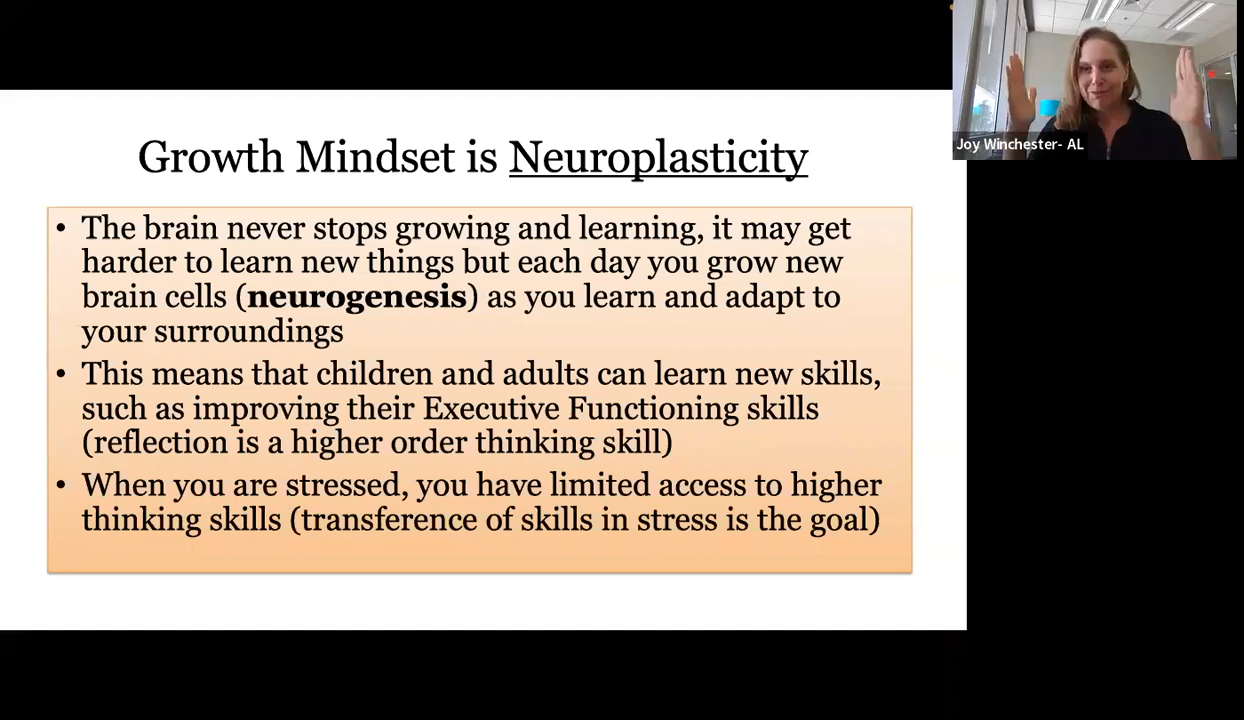 Joy Winchester- AL
Growth Mindset is Neuroplasticity
• The brain never stops growing and learning, it may get
harder to learn new things but each day you grow new
brain cells (neurogenesis) as you learn and adapt to
your surroundings
• This means that children and adults can learn new skills,
such as improving their Executive Functioning skills
(reflection is a higher order thinking skill)
• When you are stressed, you have limited access to higher
thinking skills (transference of skills in stress is the goal)